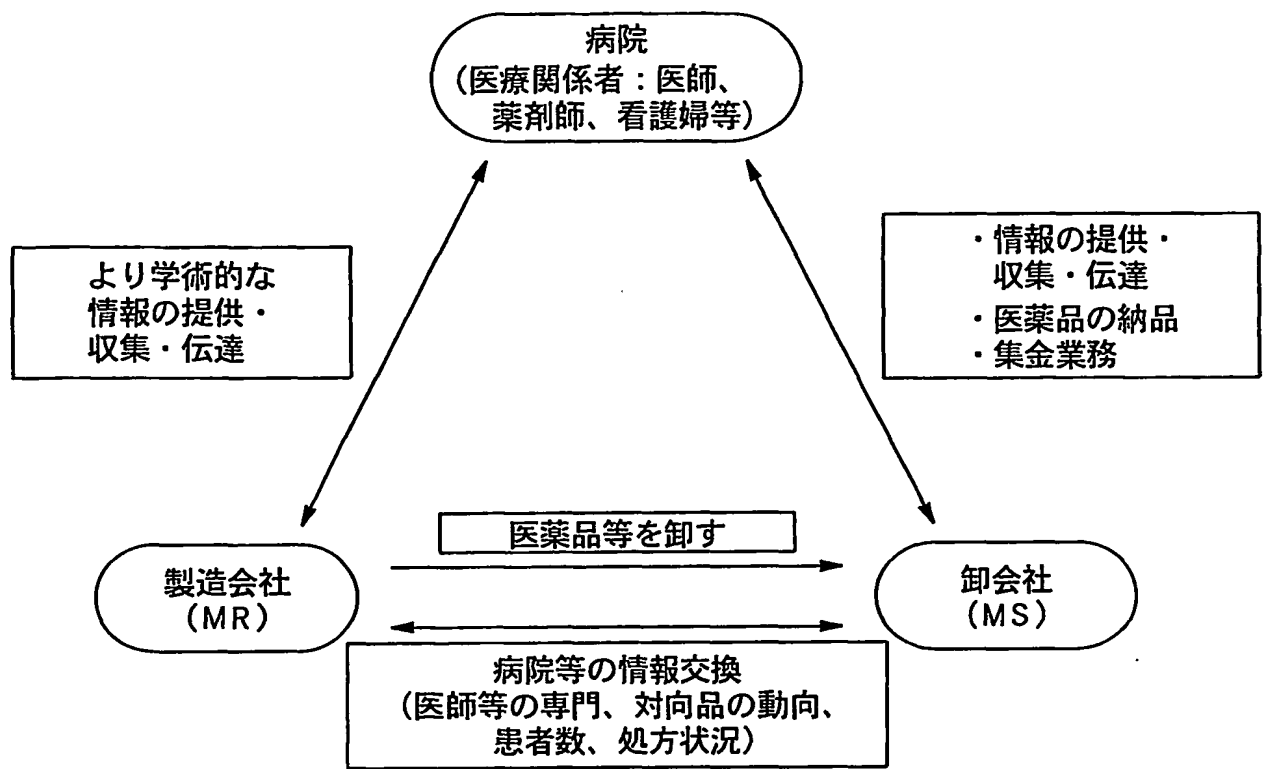 病院
（医療関係者：医師、
薬剤師、看護婦等）
より学術的な
情報の提供・
収集・伝達
・情報の提供・
収集・伝達
・医薬品の納品
・集金業務
医薬品等を卸す
製造会社
（MR）
卸会社
（MS）
病院等の情報交換
（医師等の専門、対向品の動向、
患者数、処方状況）